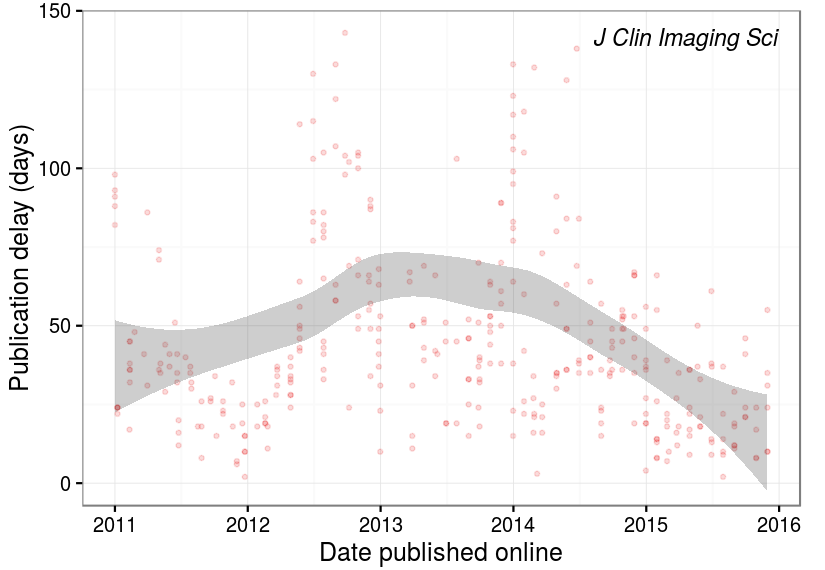 J Clin Imaging Sci
Publication delay (days)
150
100
50
0
2011 2012 2013 2014 2015 2016
Date published online